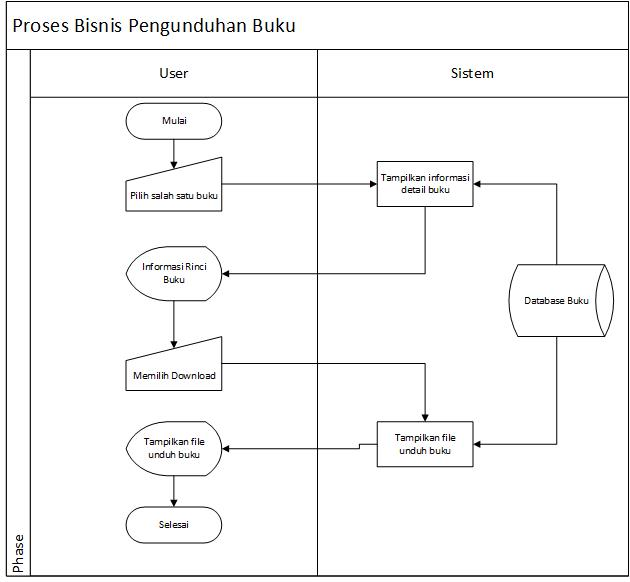 Proses Bisnis Pengunduhan Buku
User
Sistem
Mulai
Pilih salah satu buku
Tampilkan informasi
detail buku
Informasi Rinci
Buku
Database Buku
Memilih Download
Tampilkan file
unduh buku
Tampilkan file
unduh buku
Selesai
Phase